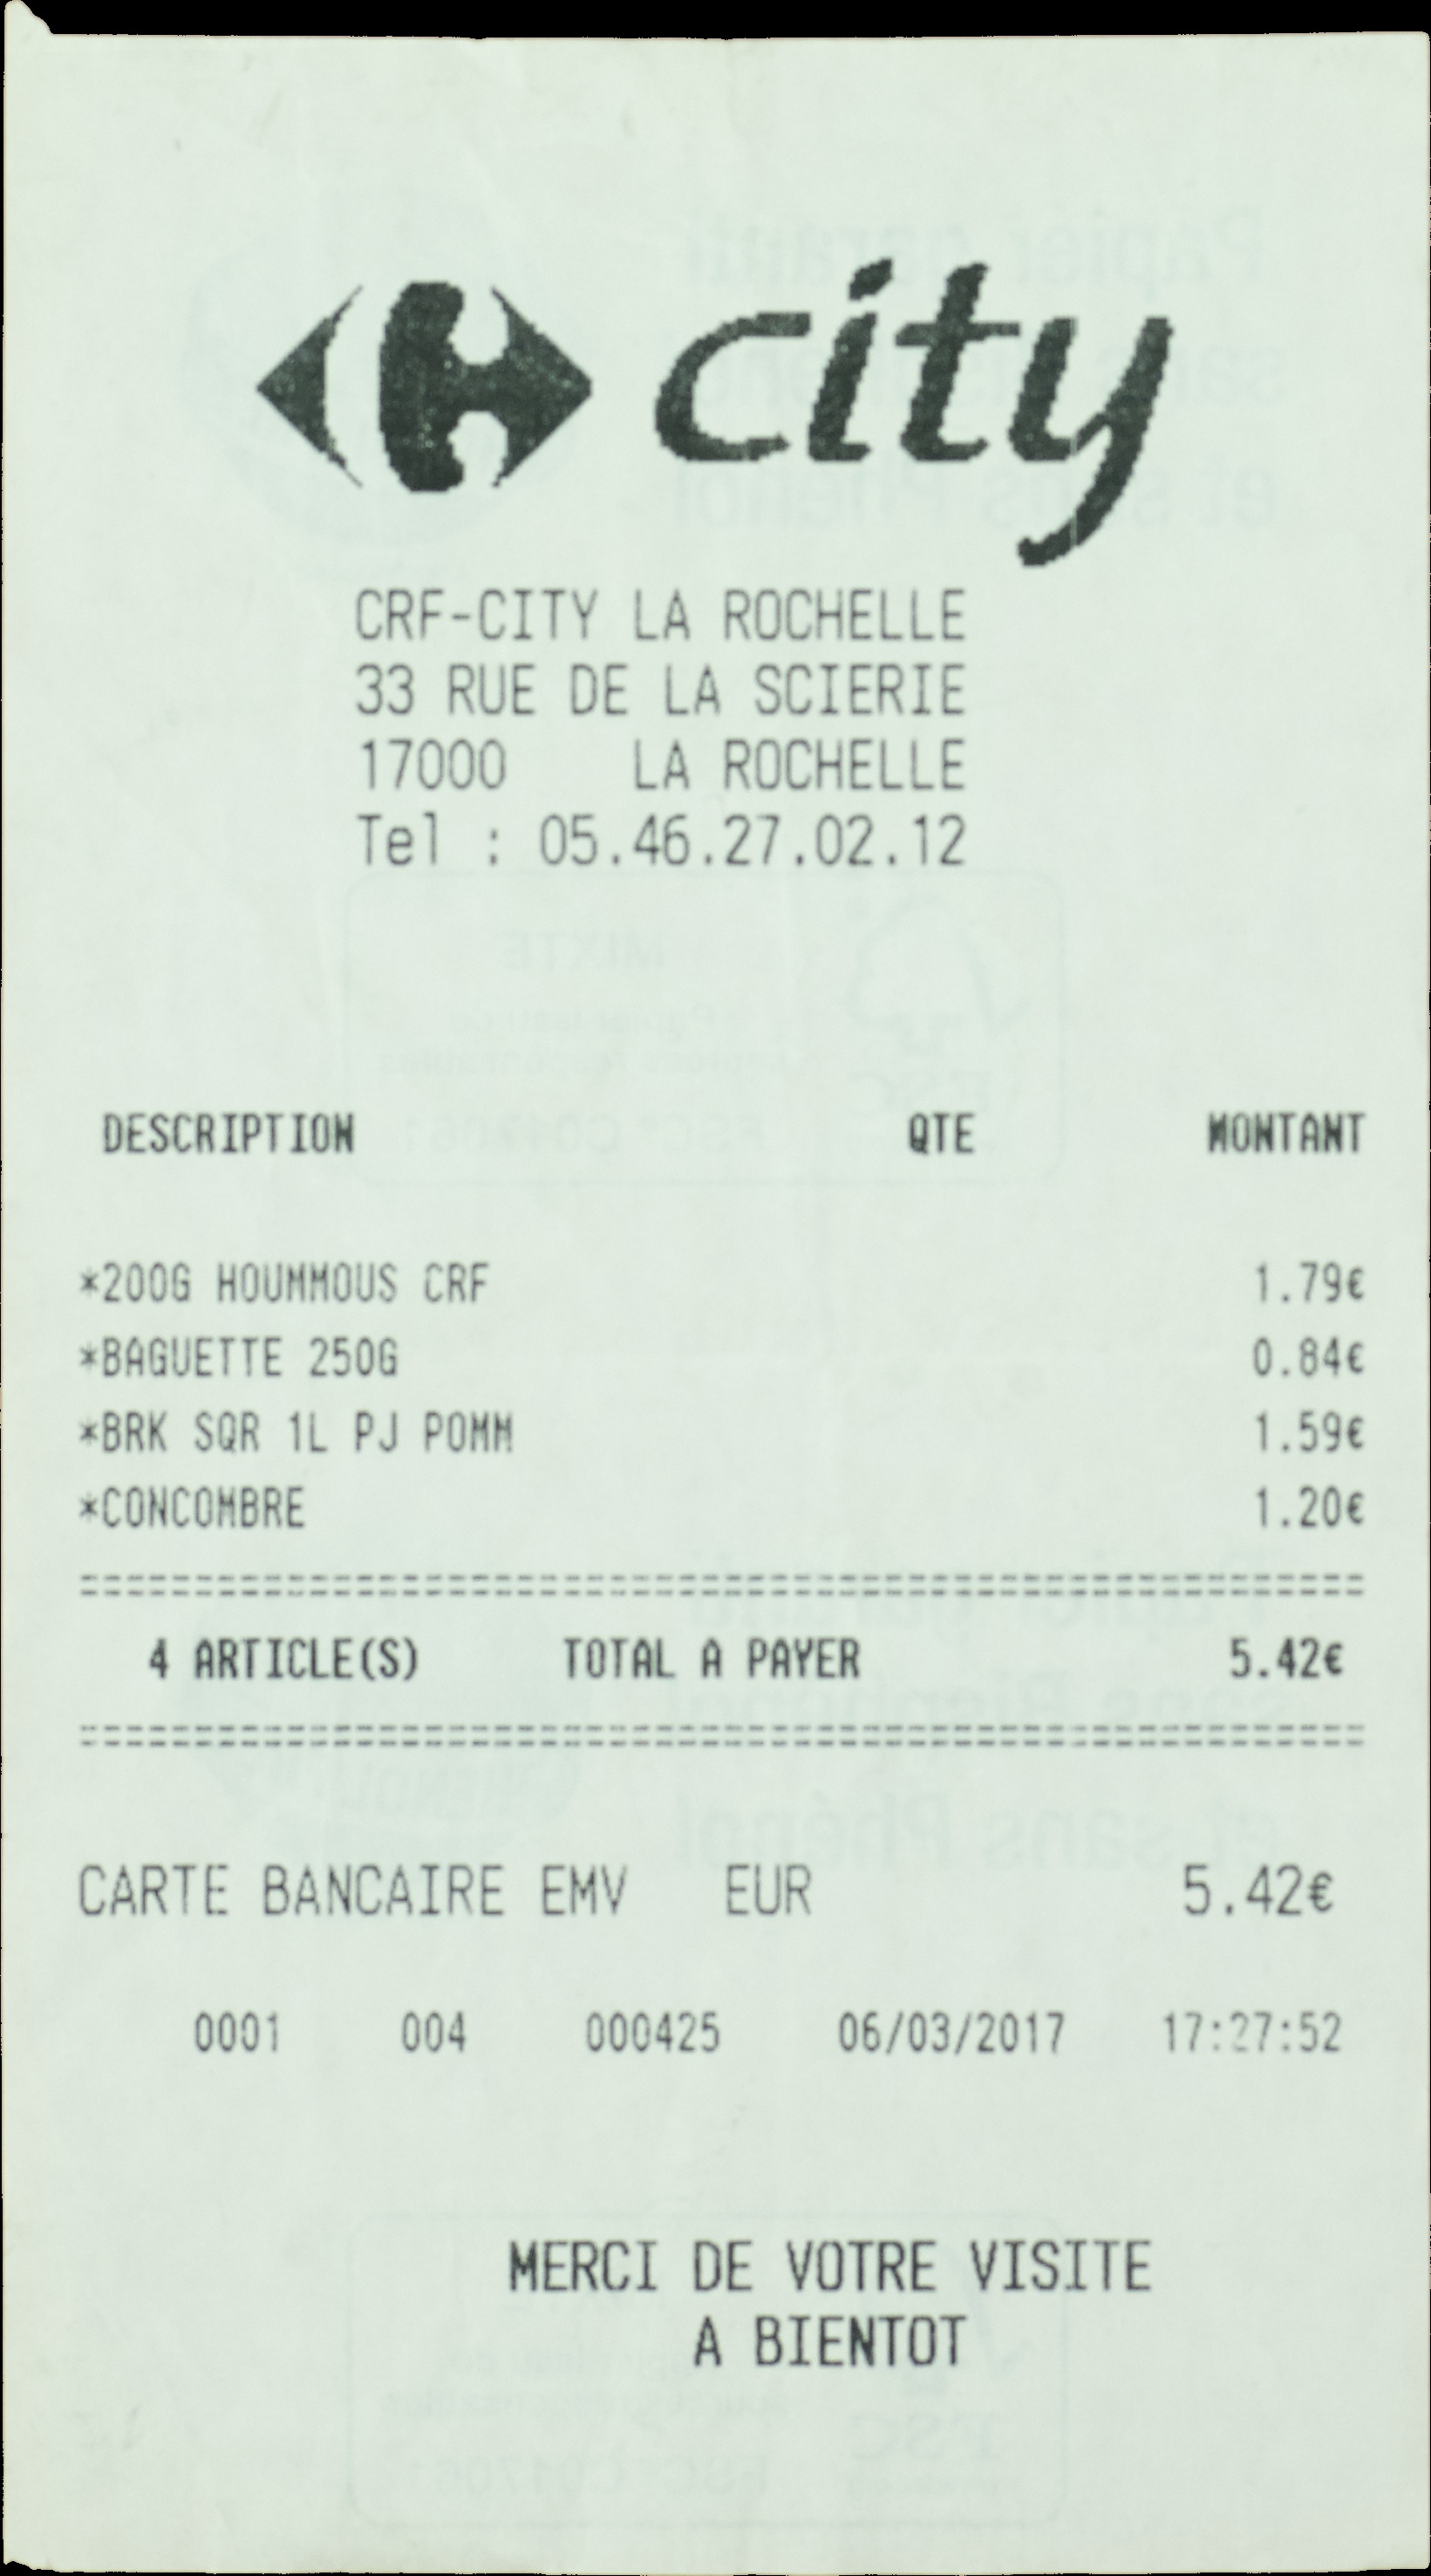 city
CRF-CITY LA ROCHELLE
33 RUE DE LA SCIERIE
17000 LA ROCHELLE
Tel : 05.46.27.02.12
DESCRIPTION QTE MONTANT
*200G HOUMMOUS CRF 1.79€
*BAGUETTE 250G 0.84€
*BRK SQR 1L PJ POMM 1.59€
*CONCOMBRE 1.20€
4 ARTICLE(S) TOTAL A PAYER 5.42€
CARTE BANCAIRE EMV EUR 5.42€
0001 004 000425 06/03/2017 17:27:52
MERCI DE VOTRE VISITE
A BIENTOT